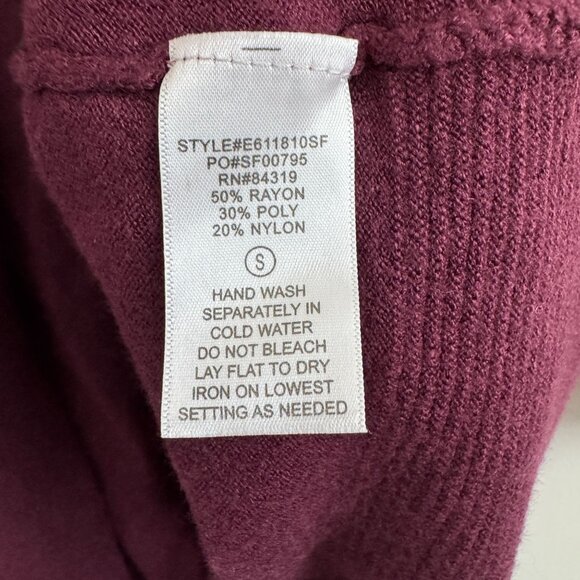 STYLE#E611810SF
PO#SF00795
RN#84319
50% RAYON
30% POLY
20% NYLON
S
HAND WASH
SEPARATELY IN
COLD WATER
DO NOT BLEACH
LAY FLAT TO DRY
IRON ON LOWEST
SETTING AS NEEDED